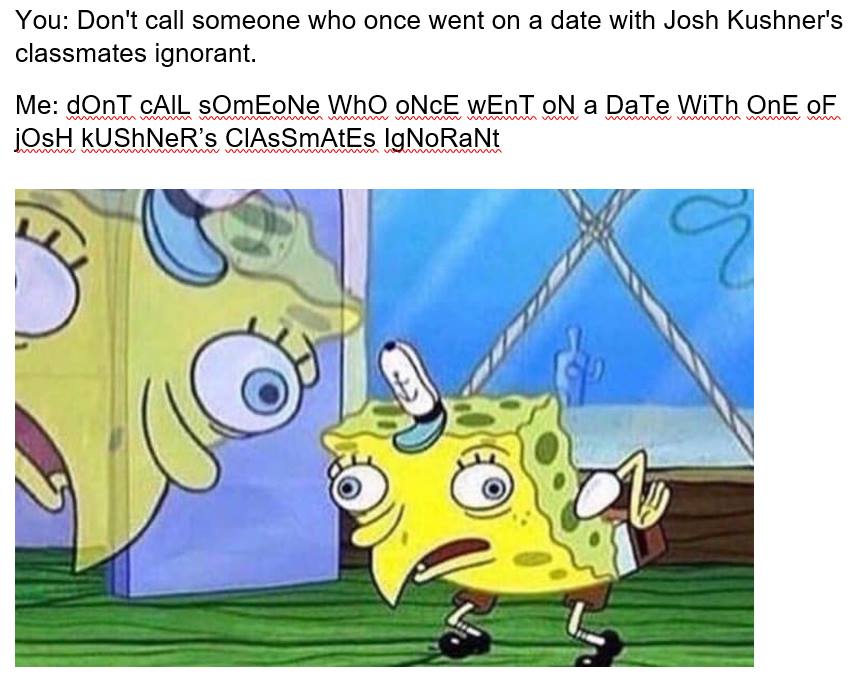 You: Don't call someone who once went on a date with Josh Kushner's
classmates ignorant.
Me: dOnT cAlL sOmEoNe WhO oNcE wEnT oN a DaTe WiTh OnE oF
jOsH kUShNeR’s ClAsSmAtEs IgNoRaNt